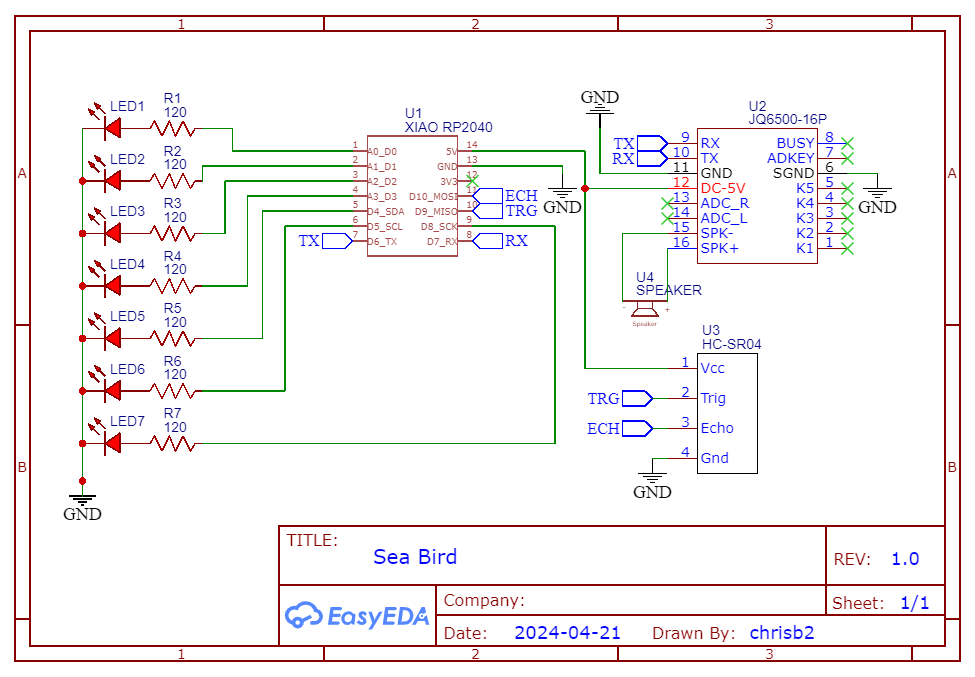 1 2 3
A
B
A
B
1 2 3
LED1
R1
120
LED2
R2
120
LED3
R3
120
LED4
R4
120
LED5
R5
120
LED6
R6
120
LED7
R7
120
GND
U1
XIAO RP2040
1 A0_D0
2 A1_D1
3 A2_D2
4 A3_D3
5 D4_SDA
6 D5_SCL
TX 7 D6_TX
5V 14
GND 13
3V3 12
D10_MOSI 11 ECH
D9_MISO 10 TRG
D8_SCK 9
D7_RX 8 RX
GND
GND
U2
JQ6500-16P
TX 9 RX
RX 10 TX
11 GND
12 DC-5V
13 ADC_R
14 ADC_L
15 SPK-
16 SPK+
BUSY 8
ADKEY 7
SGND 6
K5 5
K4 4
K3 3
K2 2
K1 1
GND
U4
SPEAKER
- +
Speaker
U3
HC-SR04
1 Vcc
TRG 2 Trig
ECH 3 Echo
4 Gnd
GND
TITLE:
Sea Bird
REV: 1.0
EasyEDA
Company:
Sheet: 1/1
Date: 2024-04-21 Drawn By: chrisb2